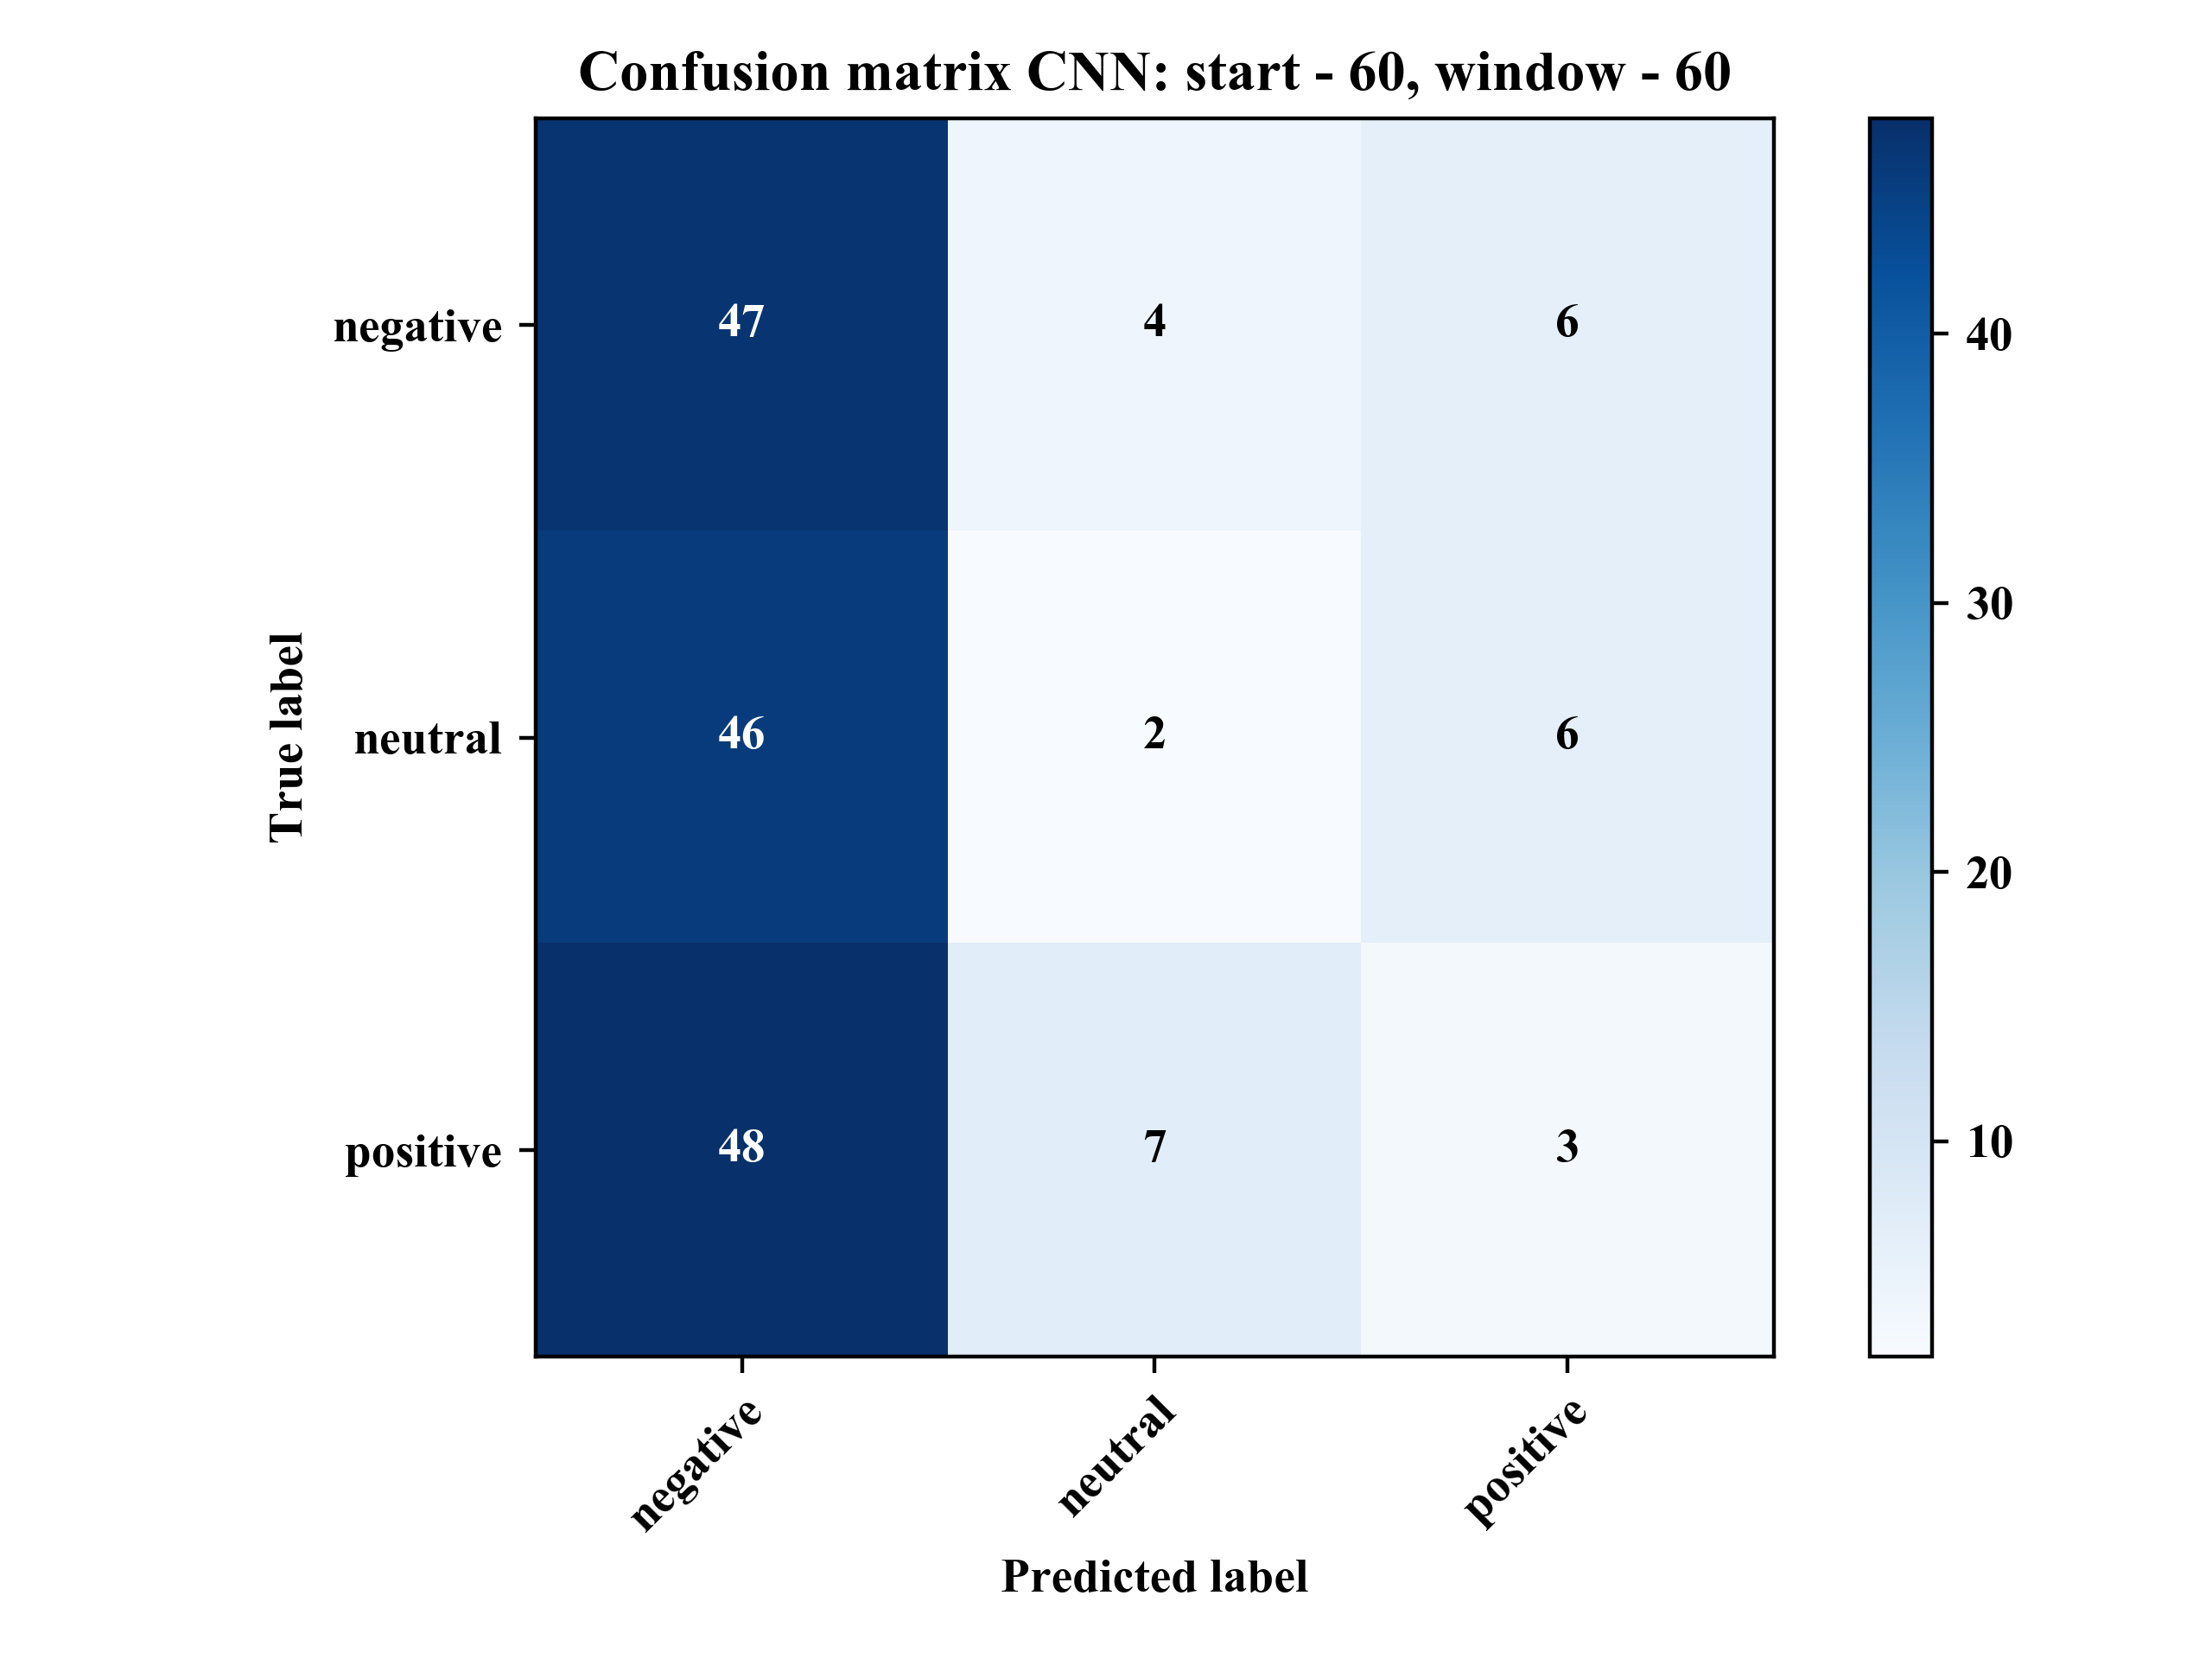 Confusion matrix CNN: start - 60, window - 60
True label
negative
47
4
6
neutral
46
2
6
positive
48
7
3
negative
neutral
positive
Predicted label
40
30
20
10